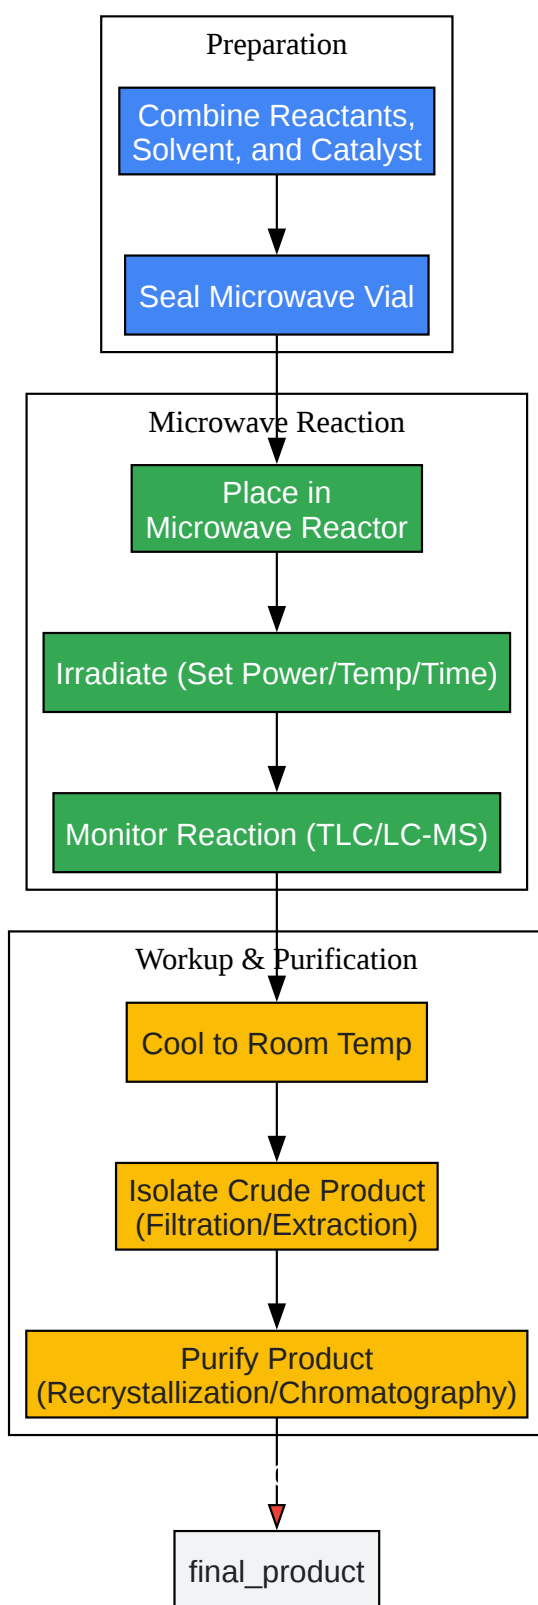 Preparation
Combine Reactants,
Solvent, and Catalyst
Seal Microwave Vial
Microwave Reaction
Place in
Microwave Reactor
Irradiate (Set Power/Temp/Time)
Monitor Reaction (TLC/LC-MS)
Workup & Purification
Cool to Room Temp
Isolate Crude Product
(Filtration/Extraction)
Purify Product
(Recrystallization/Chromatography)
final_product